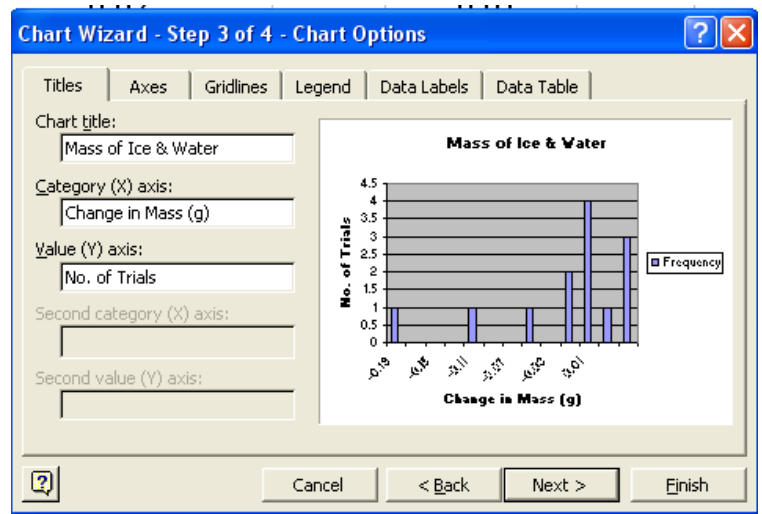 Chart Wizard - Step 3 of 4 - Chart Options
Titles Axes Gridlines Legend Data Labels Data Table
Chart title:
Mass of Ice & Water
Category (X) axis:
Change in Mass (g)
Value (Y) axis:
No. of Trials
Second category (X) axis:
Second value (Y) axis:
Mass of Ice & Water
No. of Trials
4.5
4
3.5
3
2.5
2
1.5
1
0.5
0
-0.19
-0.15
-0.11
Change in Mass (g)
Frequency
Cancel < Back Next > Finish